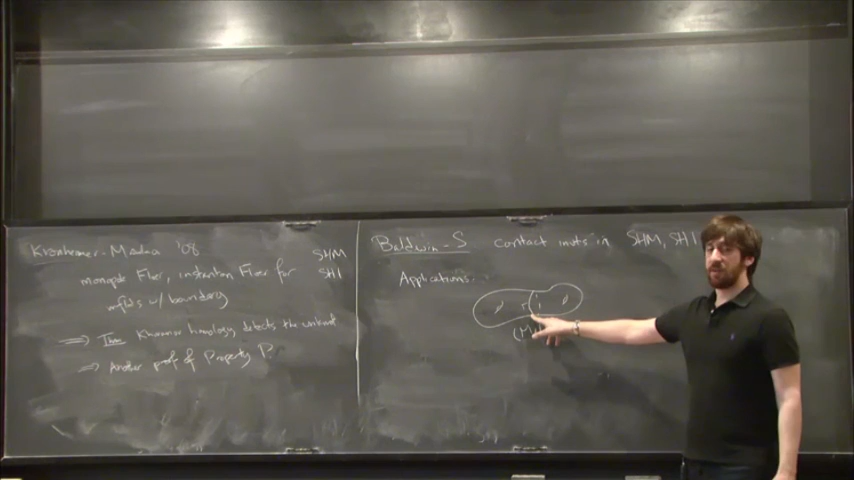 Kronheimer-Mrowka '08
monopole Floer, instanton Floer for SHM
mflds w/ boundary SHI
⟹ Thm Khovanov homology detects the unknot
⟹ Another proof of Property P.
Baldwin-S contact invts in SHM, SHI
Applications.
(M